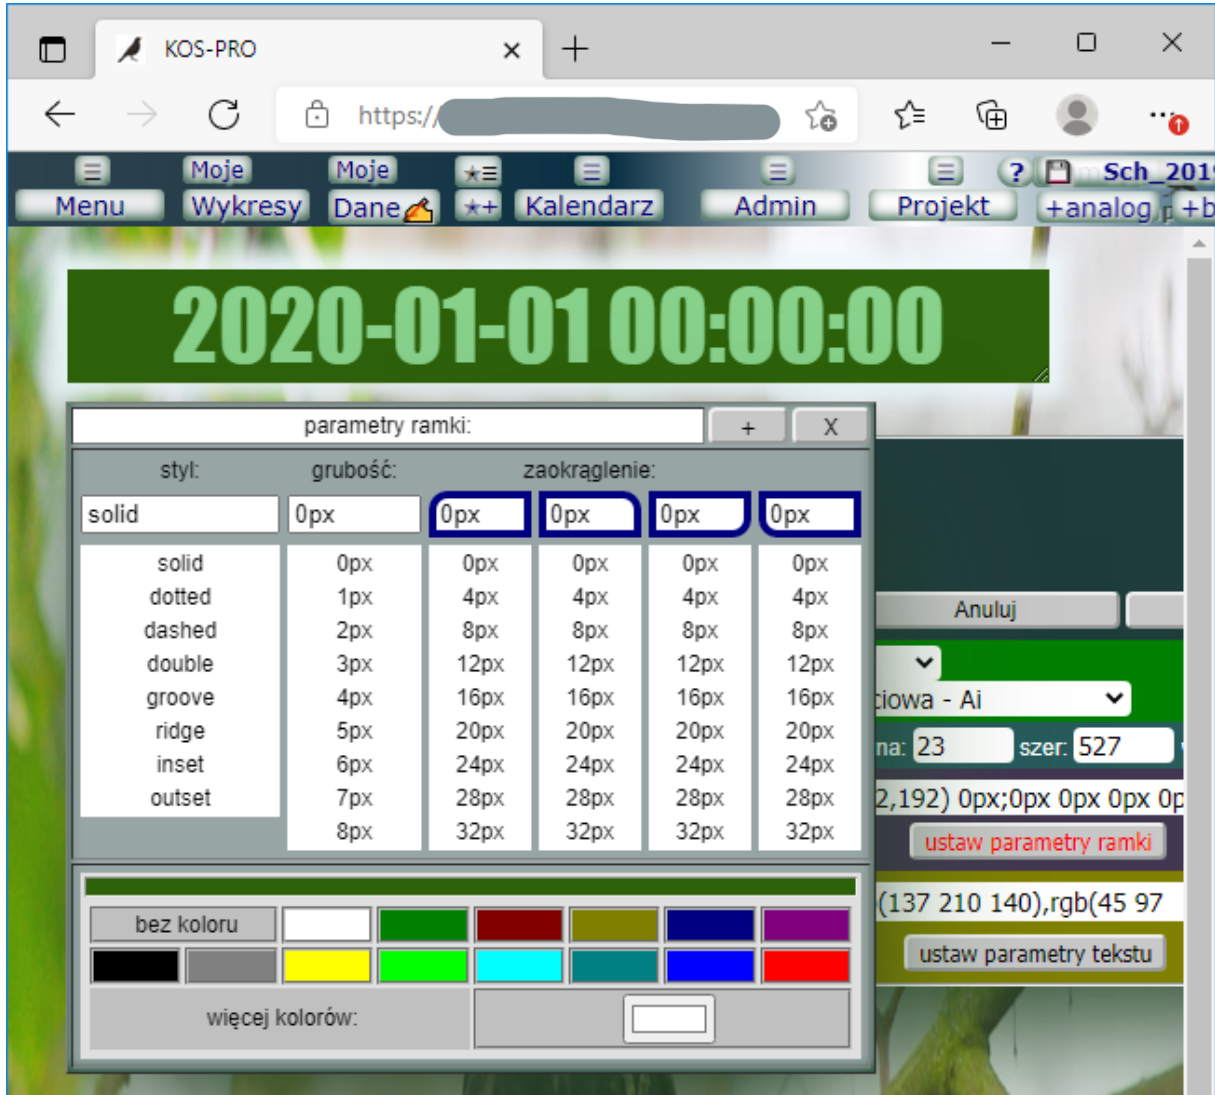 KOS-PRO
https://
Moje Moje ?  Sch_201
Menu Wykresy Dane Kalendarz Admin Projekt +analog +b
2020-01-01 00:00:00
parametry ramki: + X
styl: grubość: zaokrąglenie:
solid 0px 0px 0px 0px 0px
solid 0px 0px 0px 0px 0px
dotted 1px 4px 4px 4px 4px
dashed 2px 8px 8px 8px 8px
double 3px 12px 12px 12px 12px
groove 4px 16px 16px 16px 16px
ridge 5px 20px 20px 20px 20px
inset 6px 24px 24px 24px 24px
outset 7px 28px 28px 28px 28px
8px 32px 32px 32px 32px
bez koloru
więcej kolorów:
Anuluj
ciowa - Ai
na: 23 szer: 527
2,192) 0px;0px 0px 0px 0p
ustaw parametry ramki
(137 210 140),rgb(45 97
ustaw parametry tekstu